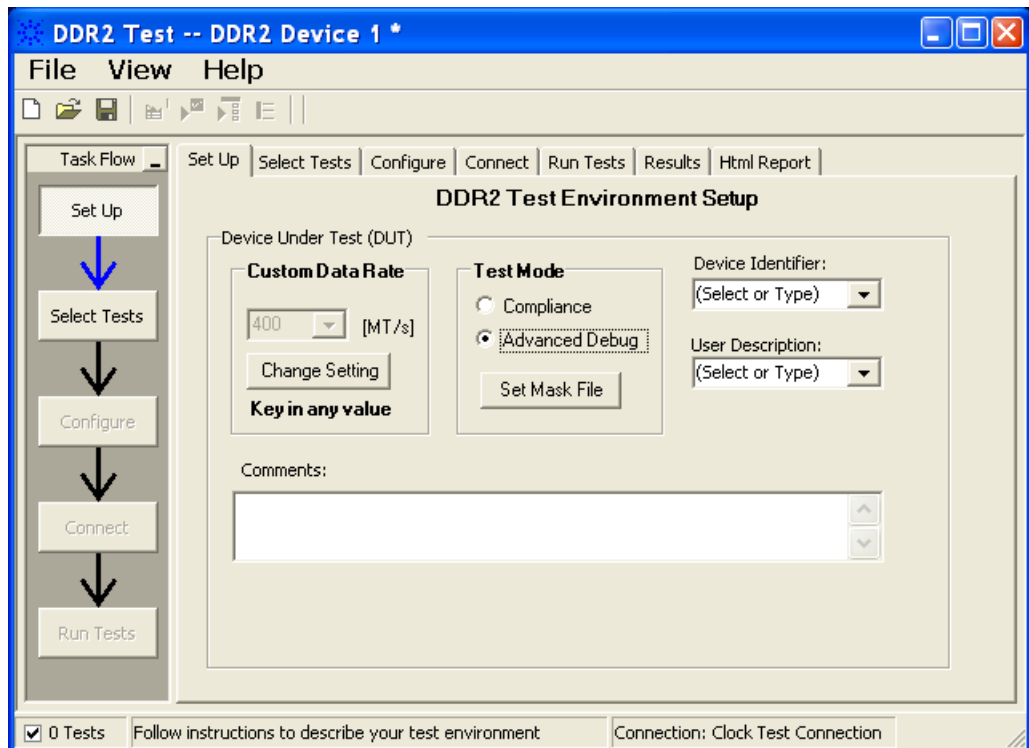 DDR2 Test -- DDR2 Device 1 *
File View Help
Task Flow
Set Up
Select Tests
Configure
Connect
Run Tests
Set Up Select Tests Configure Connect Run Tests Results Html Report
DDR2 Test Environment Setup
Device Under Test (DUT)
Custom Data Rate
400 [MT/s]
Change Setting
Key in any value
Test Mode
Compliance
Advanced Debug
Set Mask File
Device Identifier:
(Select or Type)
User Description:
(Select or Type)
Comments:
0 Tests Follow instructions to describe your test environment Connection: Clock Test Connection